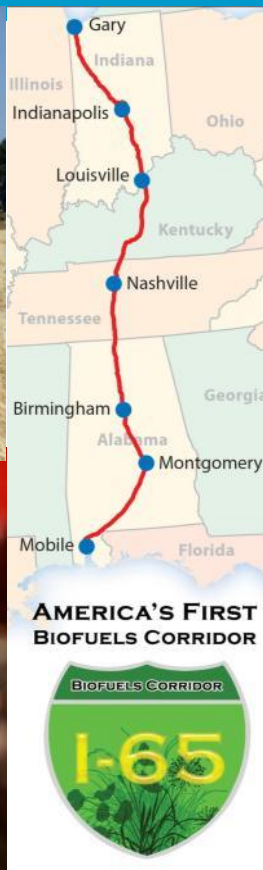 Gary
Illinois
Indiana
Indianapolis
Ohio
Louisville
Kentucky
Nashville
Tennessee
Birmingham
Georgia
Alabama
Montgomery
Mobile
Florida
AMERICA'S FIRST
BIOFUELS CORRIDOR
BIOFUELS CORRIDOR
I-65